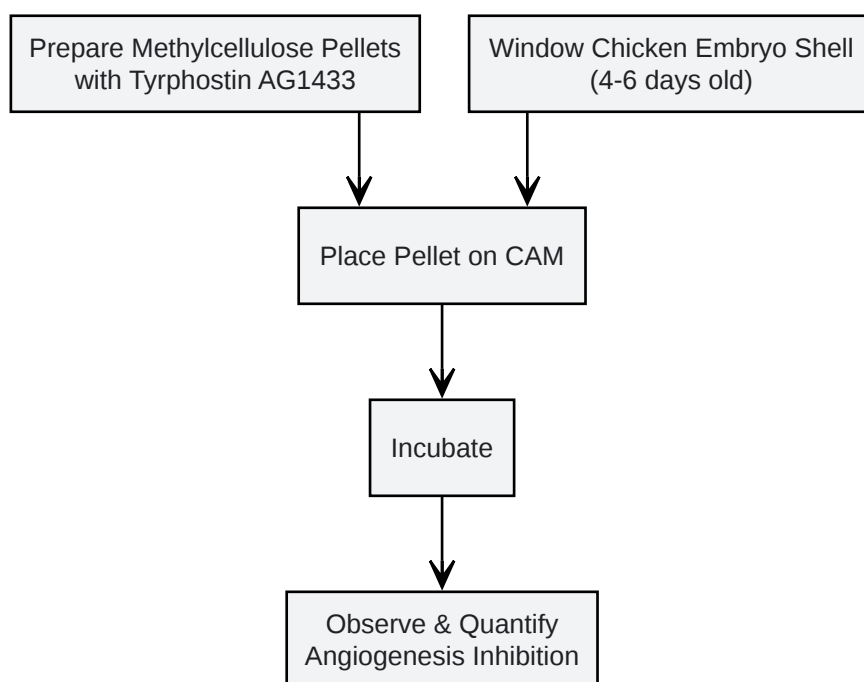 Prepare Methylcellulose Pellets
with Tyrphostin AG1433
Window Chicken Embryo Shell
(4-6 days old)
Place Pellet on CAM
Incubate
Observe & Quantify
Angiogenesis Inhibition